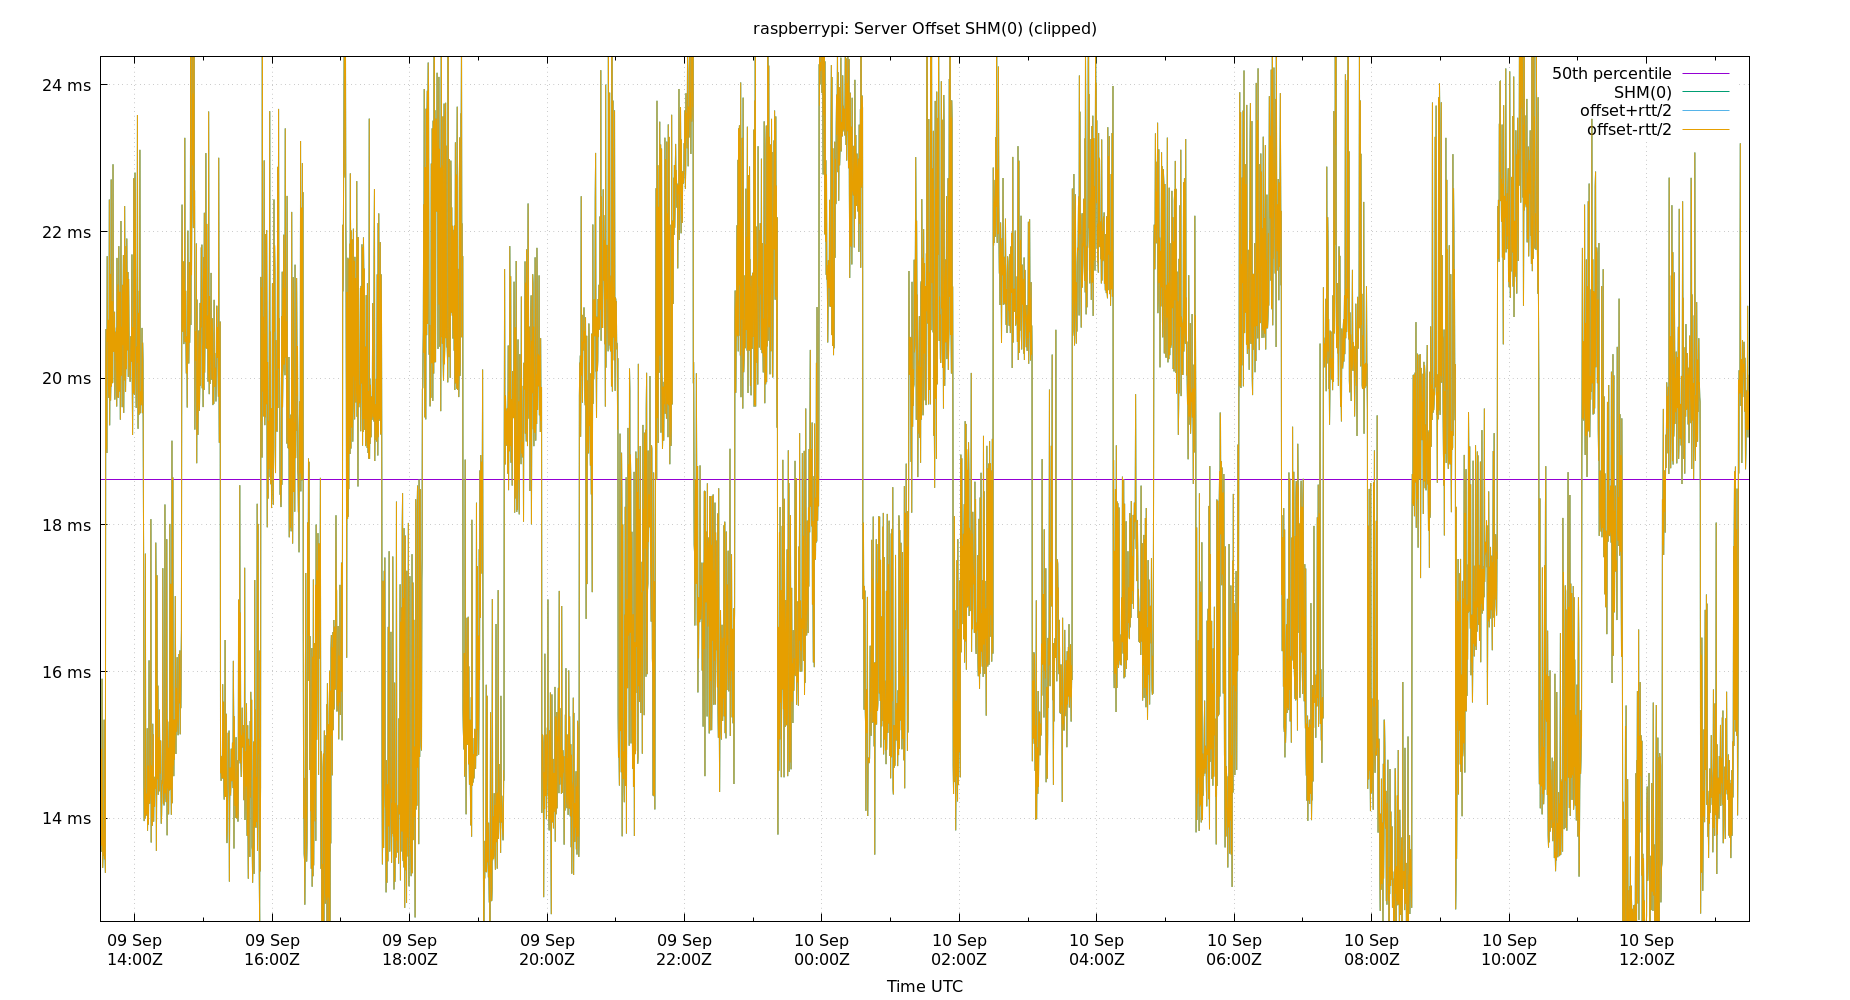 raspberrypi: Server Offset SHM(0) (clipped)
24 ms
22 ms
20 ms
18 ms
16 ms
14 ms
50th percentile
SHM(0)
offset+rtt/2
offset-rtt/2
09 Sep 09 Sep 09 Sep 09 Sep 09 Sep 10 Sep 10 Sep 10 Sep 10 Sep 10 Sep 10 Sep 10 Sep
14:00Z 16:00Z 18:00Z 20:00Z 22:00Z 00:00Z 02:00Z 04:00Z 06:00Z 08:00Z 10:00Z 12:00Z
Time UTC